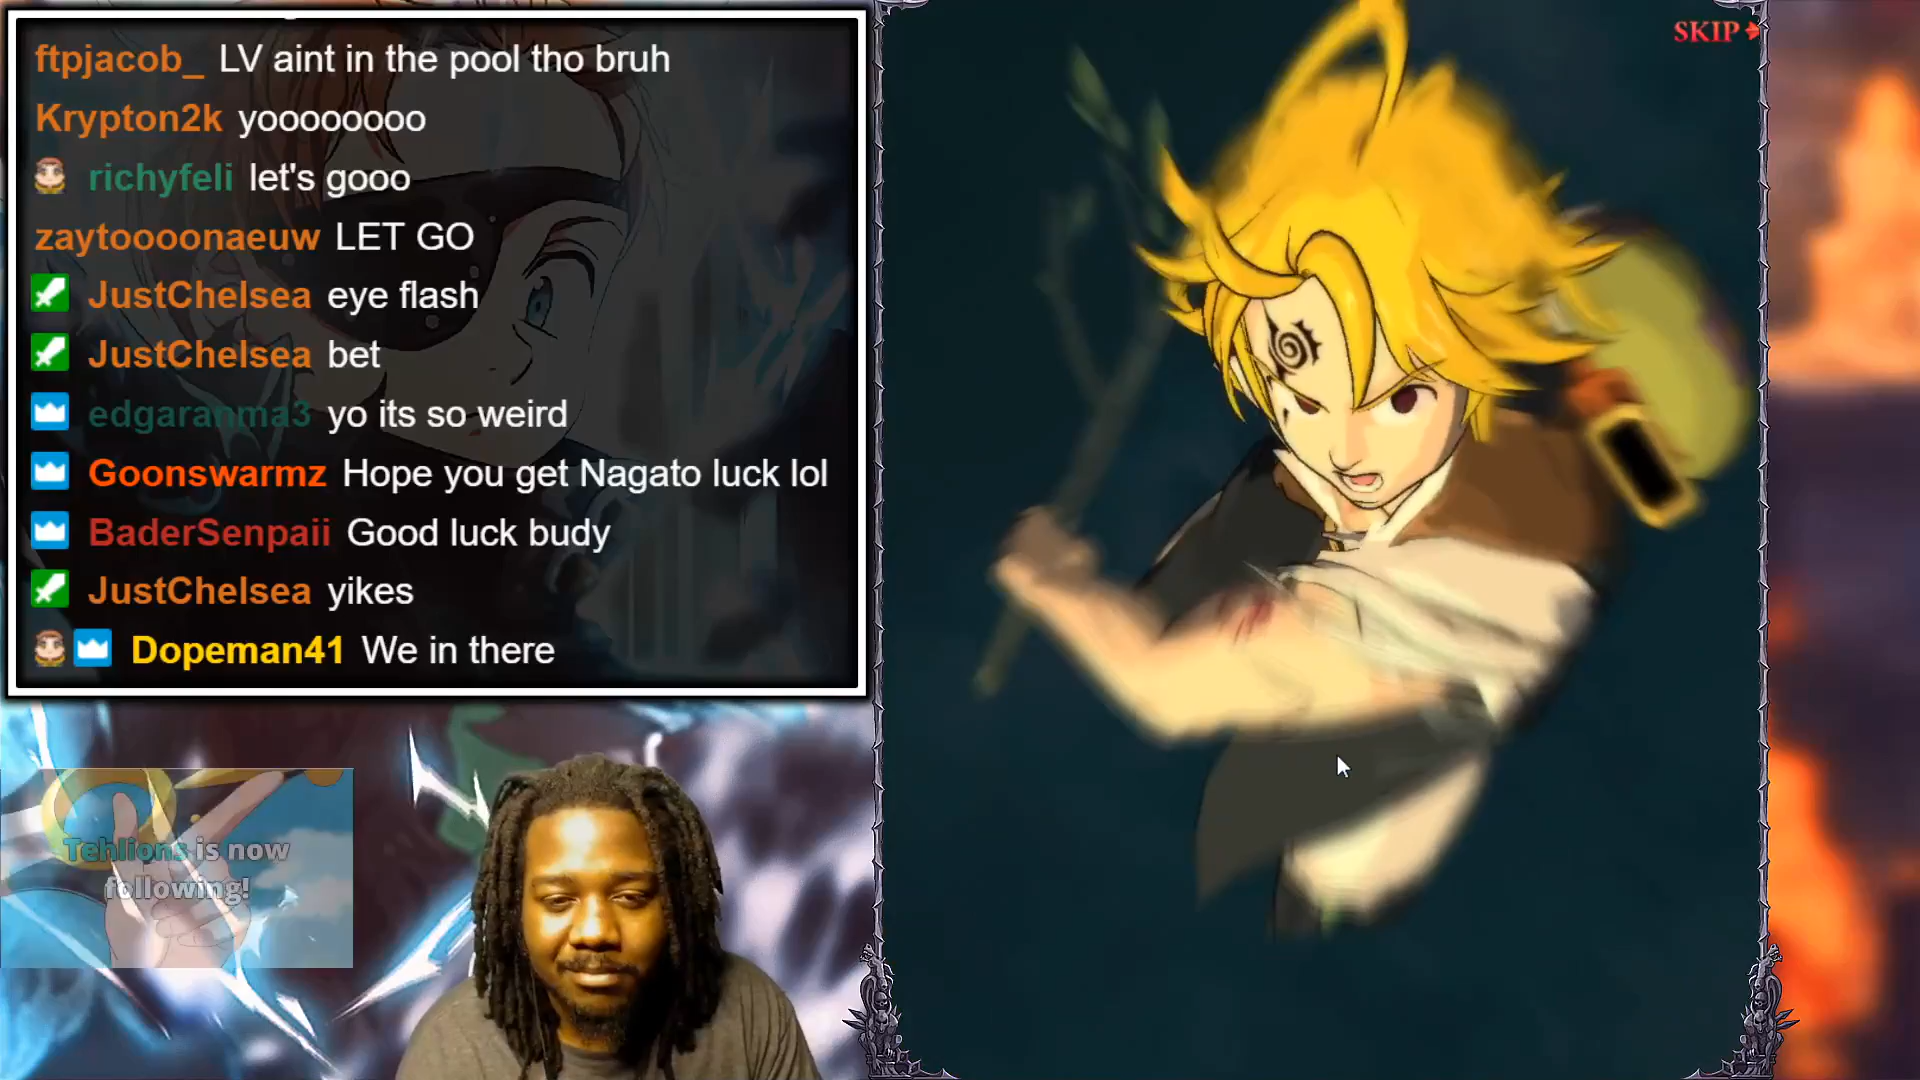 ftpjacob_ LV aint in the pool tho bruh
Krypton2k yoooooooo
richyfeli let's gooo
zaytoooonaeuw LET GO
JustChelsea eye flash
JustChelsea bet
edgaranma3 yo its so weird
Goonswarmz Hope you get Nagato luck lol
BaderSenpaii Good luck budy
JustChelsea yikes
Dopeman41 We in there
SKIP
Tehlions is now
following!